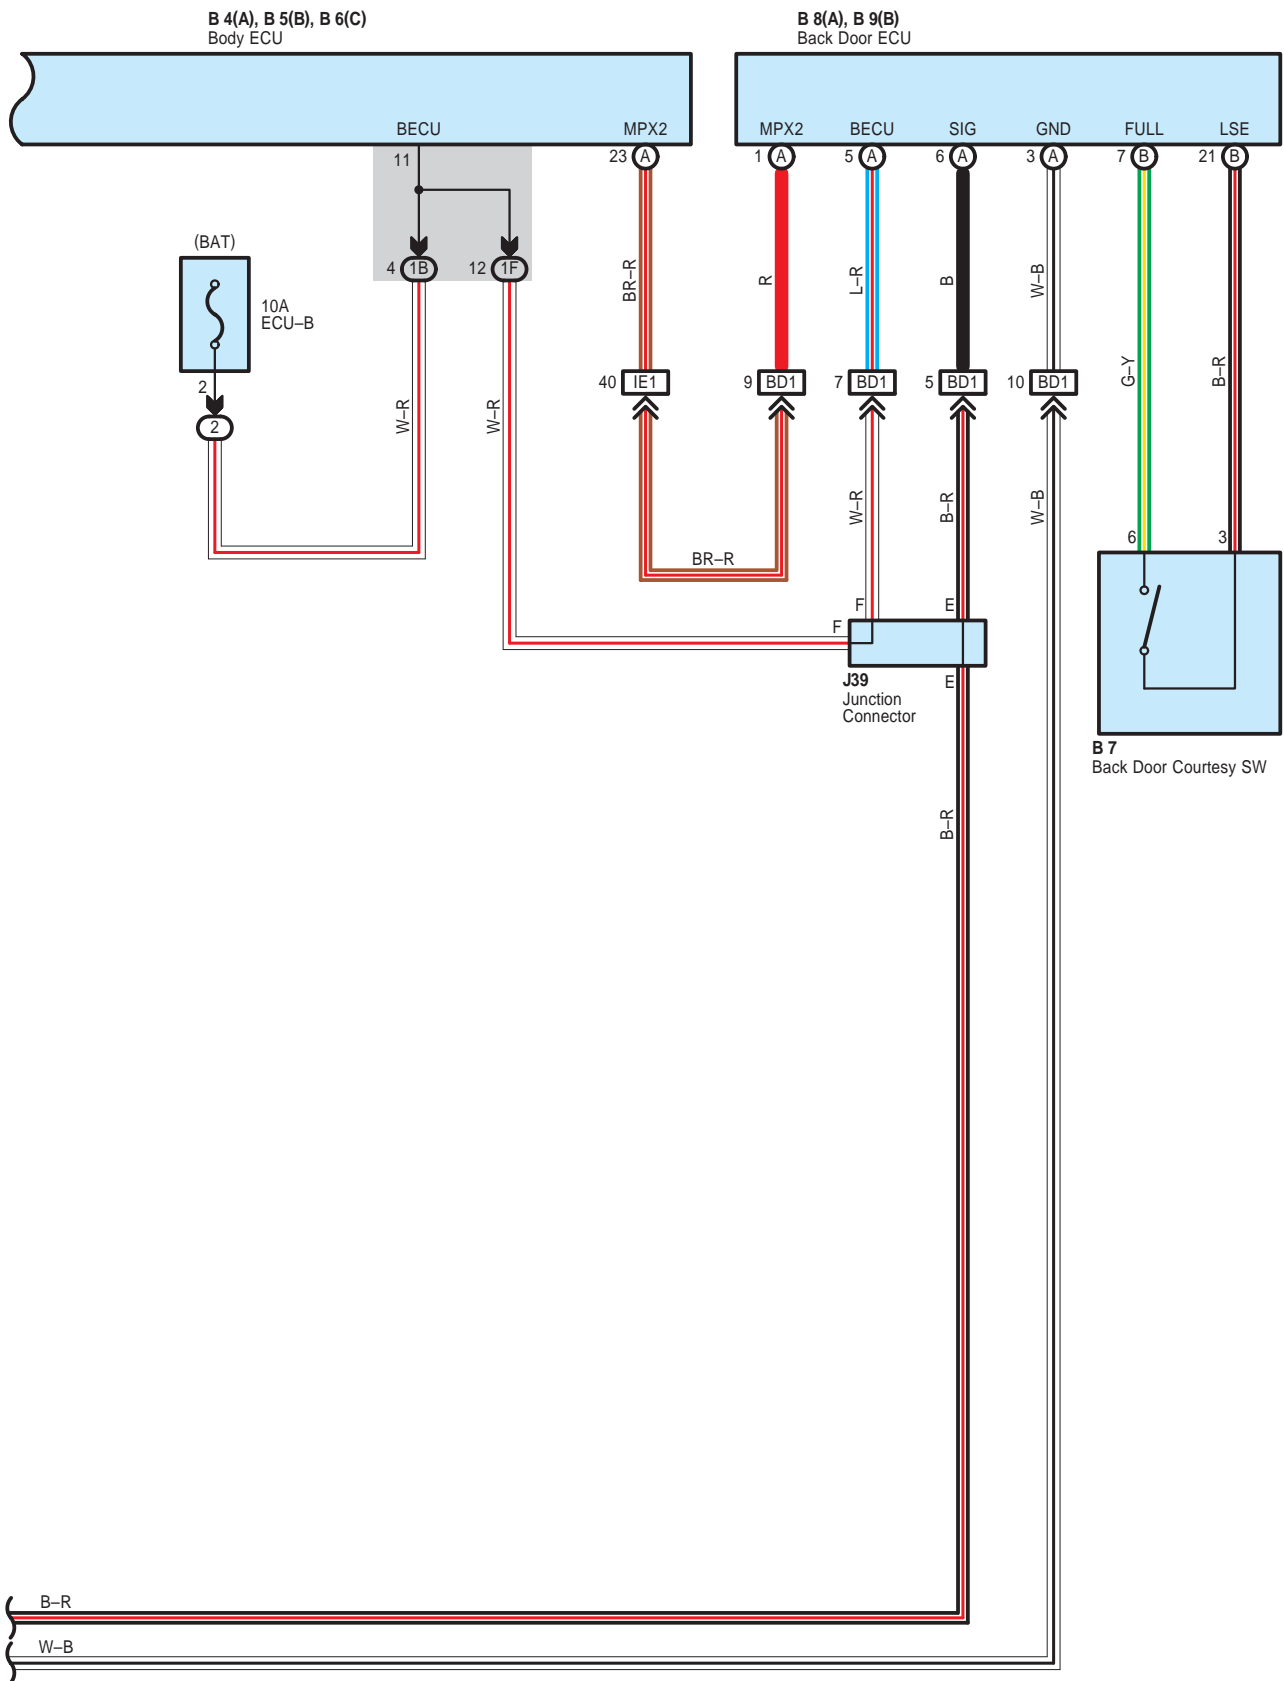 B 4(A), B 5(B), B 6(C)
Body ECU
B 8(A), B 9(B)
Back Door ECU
BECU
MPX2
MPX2
BECU
SIG
GND
FULL
LSE
11
23 A
1 A
5 A
6 A
3 A
7 B
21 B
(BAT)
4 1B
12 1F
10A
ECU–B
BR–R
R
L–R
B
W–B
G–Y
B–R
2
2
40 IE1
9 BD1
7 BD1
5 BD1
10 BD1
W–R
W–R
W–R
B–R
W–B
6
3
BR–R
F
E
F
E
J39
Junction
Connector
B 7
Back Door Courtesy SW
B–R
B–R
W–B